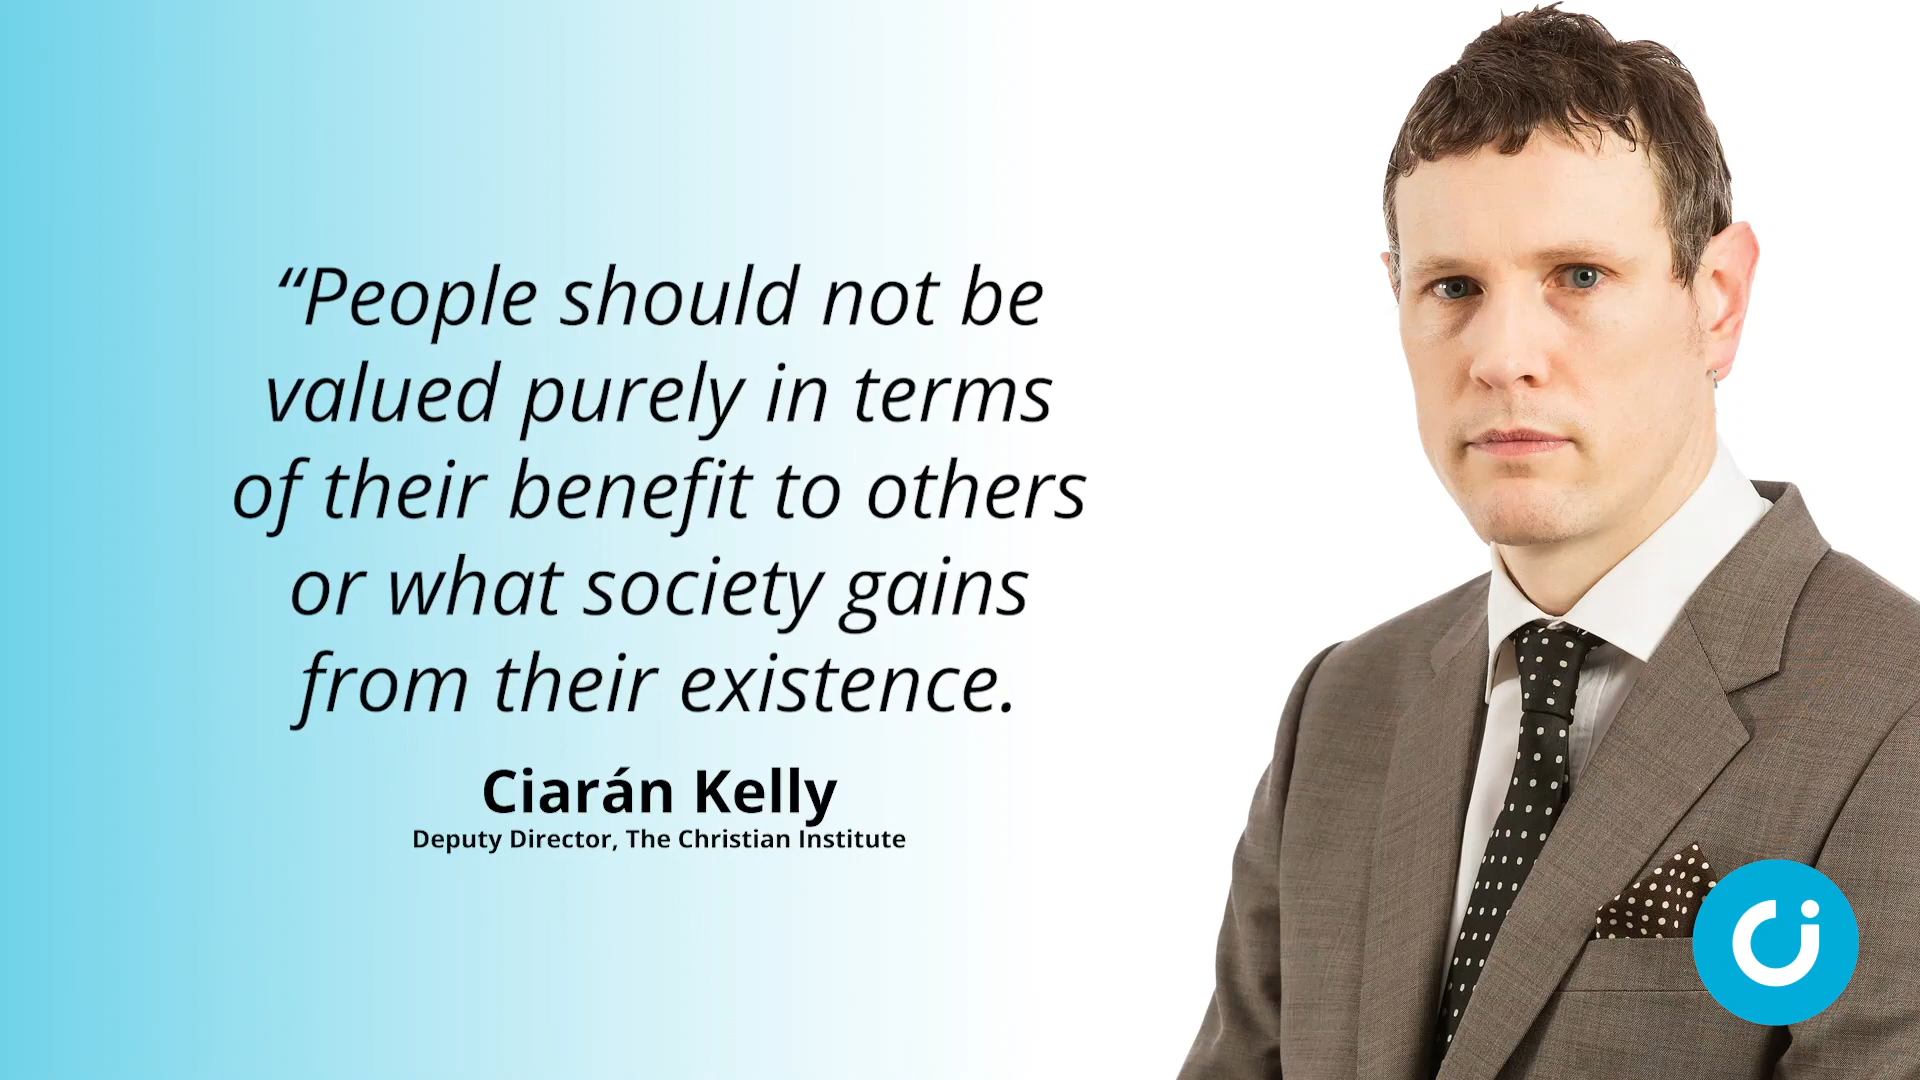 “People should not be
valued purely in terms
of their benefit to others
or what society gains
from their existence.
Ciarán Kelly
Deputy Director, The Christian Institute